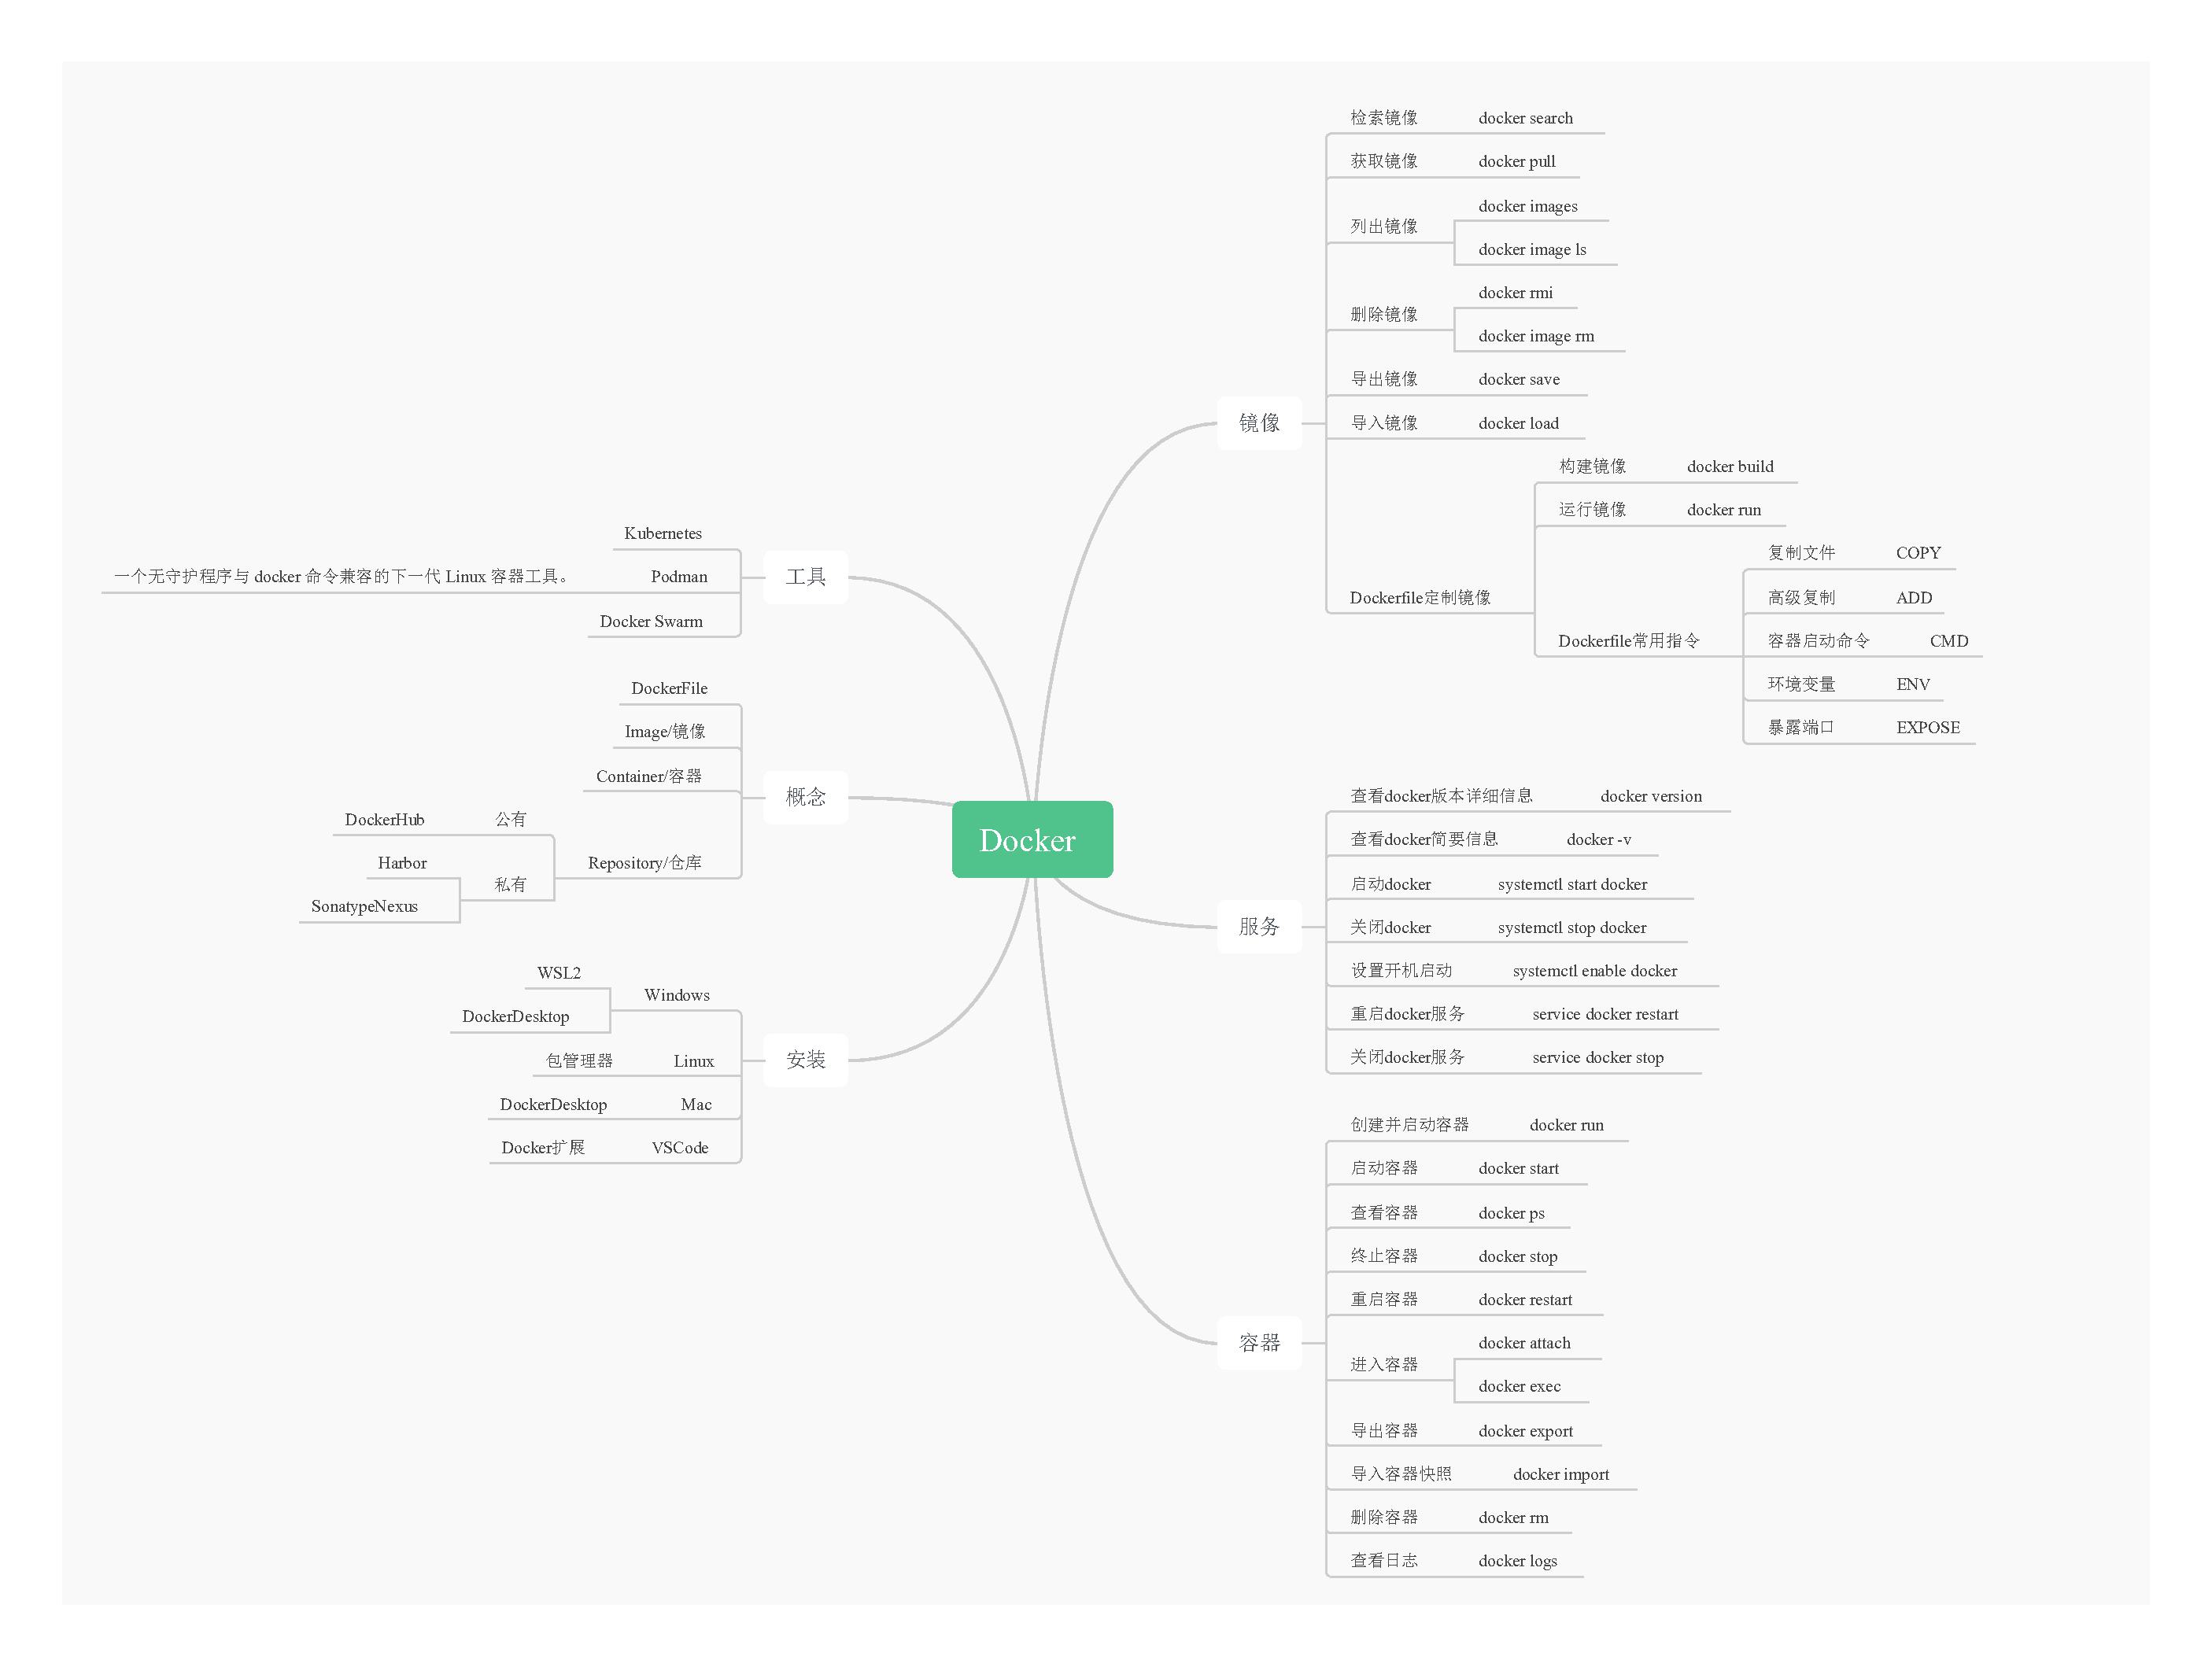 Docker
镜像
检索镜像 docker search
获取镜像 docker pull
列出镜像
docker images
docker image ls
删除镜像
docker rmi
docker image rm
导出镜像 docker save
导入镜像 docker load
Dockerfile定制镜像
构建镜像 docker build
运行镜像 docker run
Dockerfile常用指令
复制文件 COPY
高级复制 ADD
容器启动命令 CMD
环境变量 ENV
暴露端口 EXPOSE
服务
查看docker版本详细信息 docker version
查看docker简要信息 docker -v
启动docker systemctl start docker
关闭docker systemctl stop docker
设置开机启动 systemctl enable docker
重启docker服务 service docker restart
关闭docker服务 service docker stop
容器
创建并启动容器 docker run
启动容器 docker start
查看容器 docker ps
终止容器 docker stop
重启容器 docker restart
进入容器
docker attach
docker exec
导出容器 docker export
导入容器快照 docker import
删除容器 docker rm
查看日志 docker logs
工具
Kubernetes
一个无守护程序与 docker 命令兼容的下一代 Linux 容器工具。 Podman
Docker Swarm
概念
DockerFile
Image/镜像
Container/容器
Repository/仓库
DockerHub 公有
私有
Harbor
SonatypeNexus
安装
Windows
WSL2
DockerDesktop
包管理器 Linux
DockerDesktop Mac
Docker扩展 VSCode